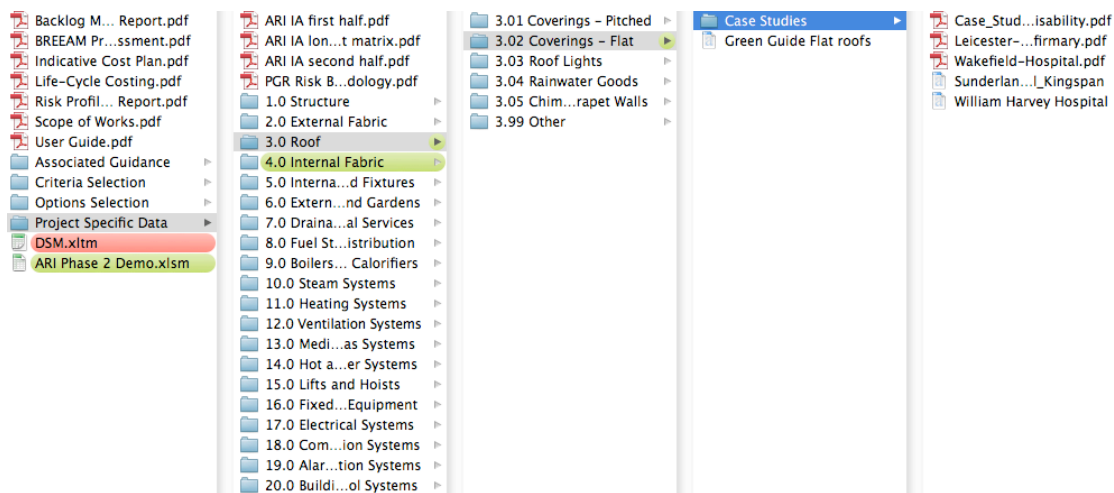 Backlog M... Report.pdf
BREEAM Pr...ssment.pdf
Indicative Cost Plan.pdf
Life-Cycle Costing.pdf
Risk Profil... Report.pdf
Scope of Works.pdf
User Guide.pdf
Associated Guidance
Criteria Selection
Options Selection
Project Specific Data
DSM.xltm
ARI Phase 2 Demo.xlsm
ARI IA first half.pdf
ARI IA lon...t matrix.pdf
ARI IA second half.pdf
PGR Risk B...dology.pdf
1.0 Structure
2.0 External Fabric
3.0 Roof
4.0 Internal Fabric
5.0 Interna...d Fixtures
6.0 Extern...nd Gardens
7.0 Draina...al Services
8.0 Fuel St...istribution
9.0 Boilers... Calorifiers
10.0 Steam Systems
11.0 Heating Systems
12.0 Ventilation Systems
13.0 Medi...as Systems
14.0 Hot a...er Systems
15.0 Lifts and Hoists
16.0 Fixed...Equipment
17.0 Electrical Systems
18.0 Com...ion Systems
19.0 Alar...tion Systems
20.0 Buildi...ol Systems
3.01 Coverings - Pitched
3.02 Coverings - Flat
3.03 Roof Lights
3.04 Rainwater Goods
3.05 Chim...rapet Walls
3.99 Other
Case Studies
Green Guide Flat roofs
Case_Stud...isability.pdf
Leicester-...firmary.pdf
Wakefield-Hospital.pdf
Sunderlan...l_Kingspan
William Harvey Hospital